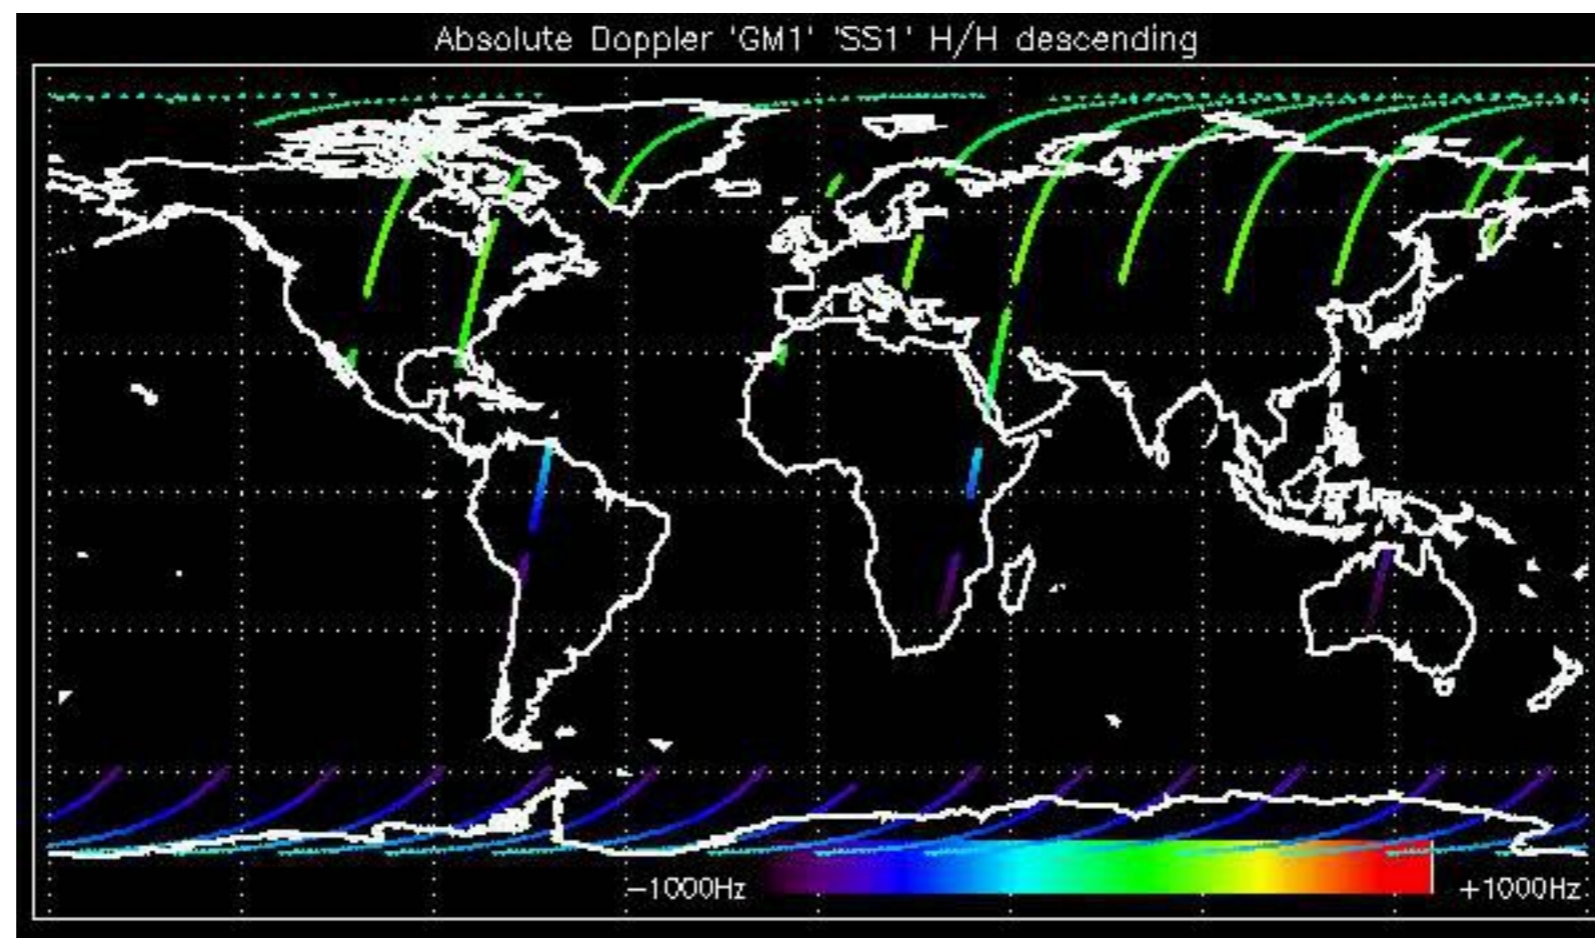 Absolute Doppler 'GM1' 'SS1' H/H descending
−1000Hz
+1000Hz